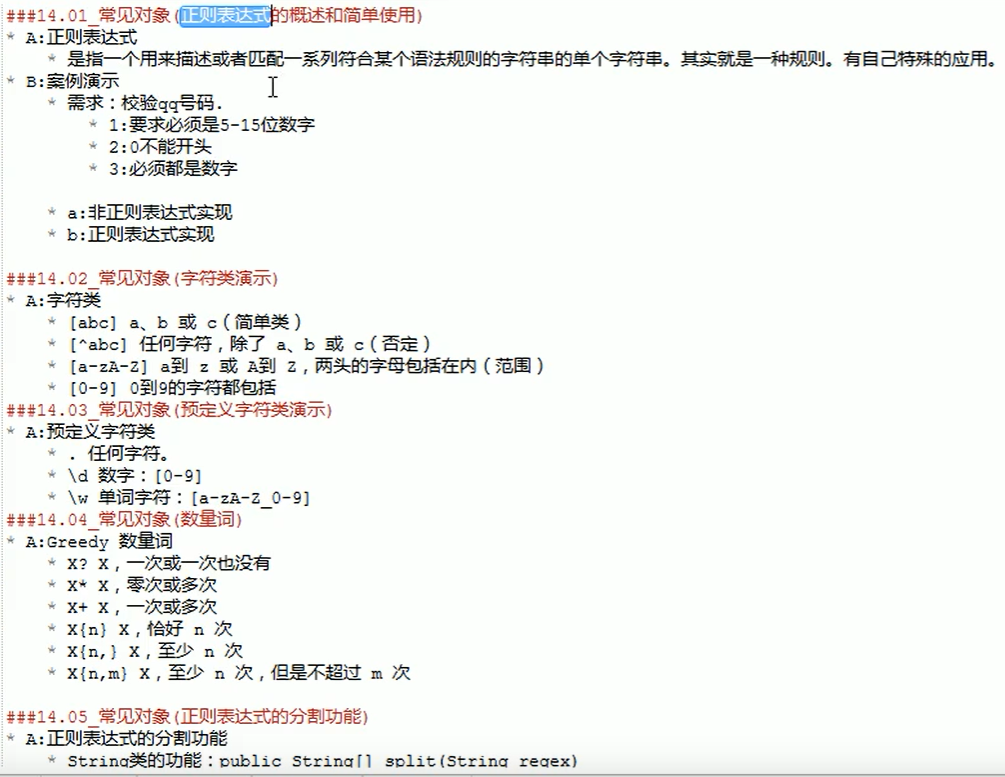 ###14.01_常见对象(正则表达式的概述和简单使用)
* A:正则表达式
* 是指一个用来描述或者匹配一系列符合某个语法规则的字符串的单个字符串。其实就是一种规则。有自己特殊的应用。
* B:案例演示
* 需求：校验qq号码.
* 1:要求必须是5-15位数字
* 2:0不能开头
* 3:必须都是数字
* a:非正则表达式实现
* b:正则表达式实现
###14.02_常见对象(字符类演示)
* A:字符类
* [abc] a、b 或 c（简单类）
* [^abc] 任何字符，除了 a、b 或 c（否定）
* [a-zA-Z] a到 z 或 A到 Z，两头的字母包括在内（范围）
* [0-9] 0到9的字符都包括
###14.03_常见对象(预定义字符类演示)
* A:预定义字符类
* . 任何字符。
* \d 数字：[0-9]
* \w 单词字符：[a-zA-Z_0-9]
###14.04_常见对象(数量词)
* A:Greedy 数量词
* X? X，一次或一次也没有
* X* X，零次或多次
* X+ X，一次或多次
* X{n} X，恰好 n 次
* X{n,} X，至少 n 次
* X{n,m} X，至少 n 次，但是不超过 m 次
###14.05_常见对象(正则表达式的分割功能)
* A:正则表达式的分割功能
* String类的功能：public String[] split(String regex)